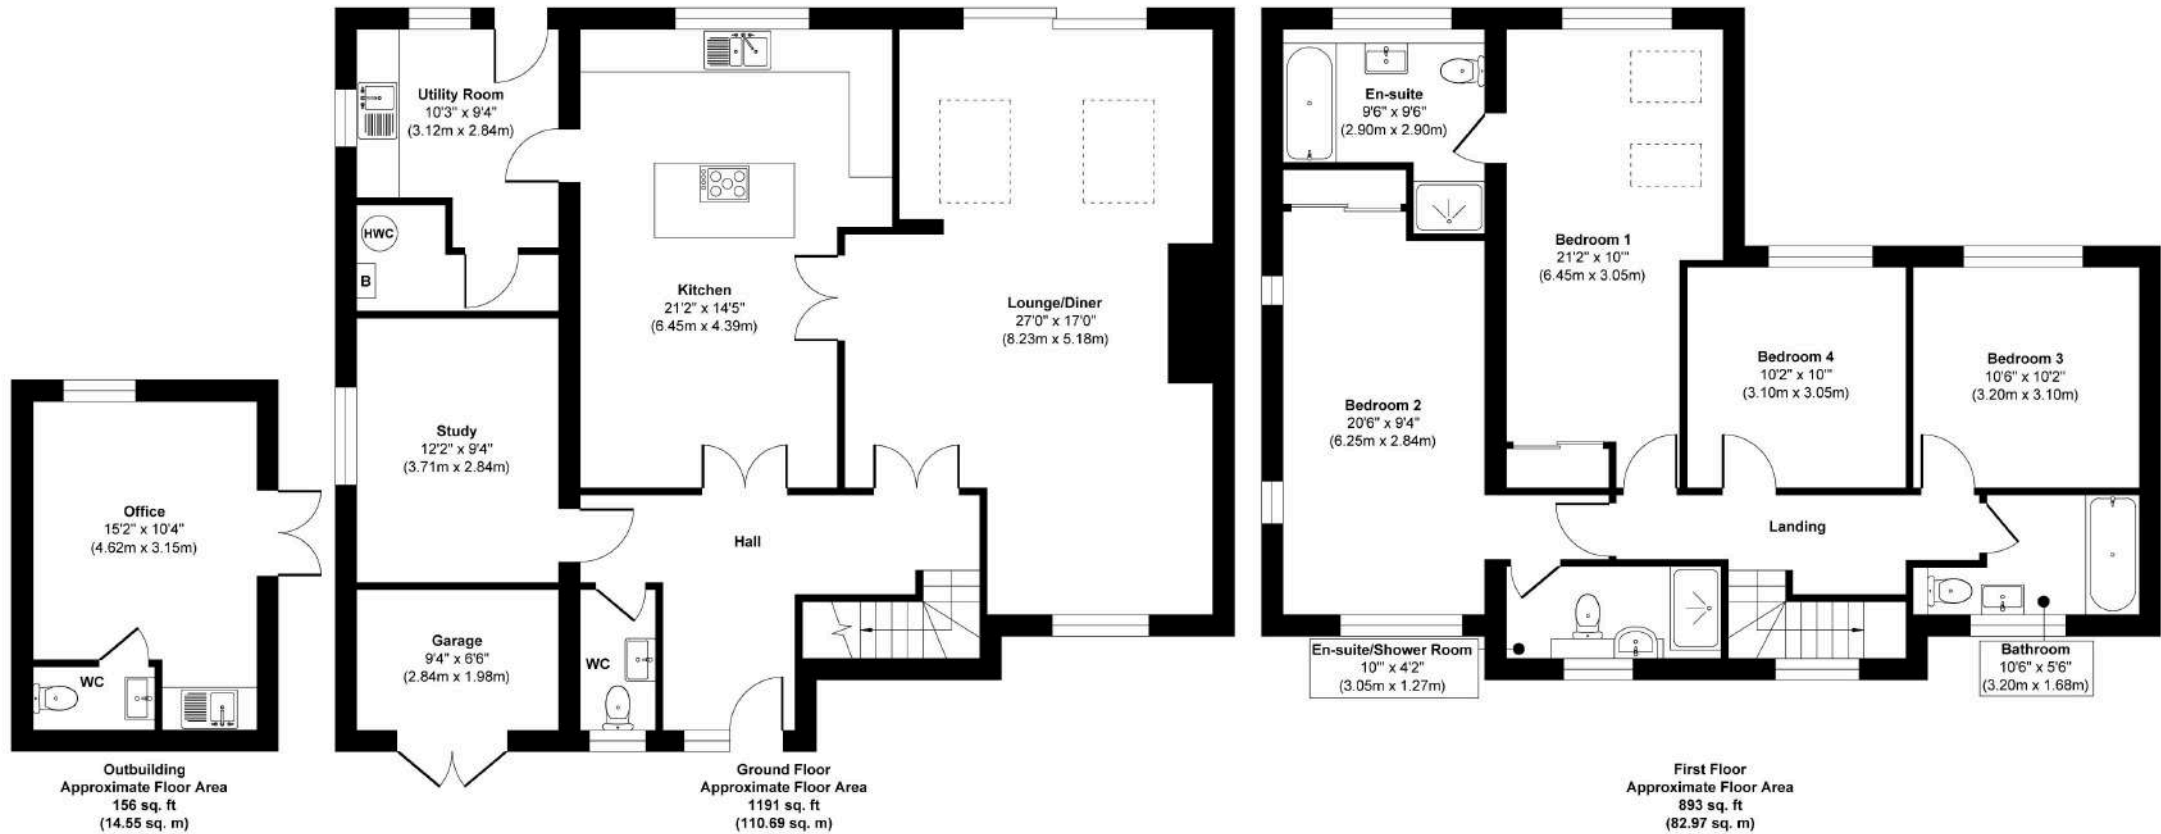 Utility Room
10'3" x 9'4"
(3.12m x 2.84m)
HWC
B
Kitchen
21'2" x 14'5"
(6.45m x 4.39m)
Lounge/Diner
27'0" x 17'0"
(8.23m x 5.18m)
Study
12'2" x 9'4"
(3.71m x 2.84m)
Hall
Garage
9'4" x 6'6"
(2.84m x 1.98m)
WC
Office
15'2" x 10'4"
(4.62m x 3.15m)
WC
Outbuilding
Approximate Floor Area
156 sq. ft
(14.55 sq. m)
Ground Floor
Approximate Floor Area
1191 sq. ft
(110.69 sq. m)
En-suite
9'6" x 9'6"
(2.90m x 2.90m)
Bedroom 1
21'2" x 10'"
(6.45m x 3.05m)
Bedroom 2
20'6" x 9'4"
(6.25m x 2.84m)
Bedroom 4
10'2" x 10'"
(3.10m x 3.05m)
Bedroom 3
10'6" x 10'2"
(3.20m x 3.10m)
Landing
En-suite/Shower Room
10'" x 4'2"
(3.05m x 1.27m)
Bathroom
10'6" x 5'6"
(3.20m x 1.68m)
First Floor
Approximate Floor Area
893 sq. ft
(82.97 sq. m)